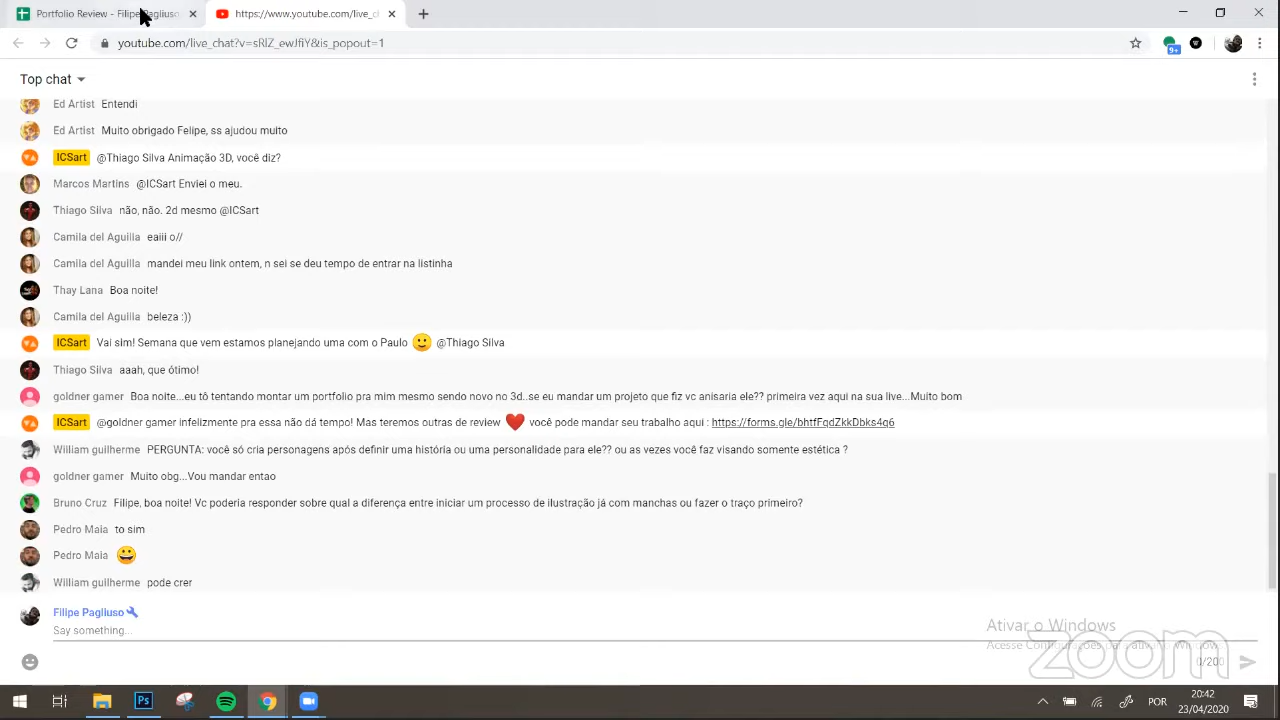 Portfolio Review - Filipe Pagliuso
https://www.youtube.com/live_cl
youtube.com/live_chat?v=sRlZ_ewJfiY&is_popout=1
9+
Top chat
Ed Artist Entendi
Ed Artist Muito obrigado Felipe, ss ajudou muito
ICSart @Thiago Silva Animação 3D, você diz?
Marcos Martins @ICSart Enviei o meu.
Thiago Silva não, não. 2d mesmo @ICSart
Camila del Aguilla eaiii o//
Camila del Aguilla mandei meu link ontem, n sei se deu tempo de entrar na listinha
Thay Lana Boa noite!
Camila del Aguilla beleza :))
ICSart Vai sim! Semana que vem estamos planejando uma com o Paulo 🙂 @Thiago Silva
Thiago Silva aaah, que ótimo!
goldner gamer Boa noite...eu tô tentando montar um portfolio pra mim mesmo sendo novo no 3d..se eu mandar um projeto que fiz vc anisaria ele?? primeira vez aqui na sua live...Muito bom
ICSart @goldner gamer infelizmente pra essa não dá tempo! Mas teremos outras de review ❤ você pode mandar seu trabalho aqui : https://forms.gle/bhtfFqdZkkDbks4q6
William guilherme PERGUNTA: você só cria personagens após definir uma história ou uma personalidade para ele?? ou as vezes você faz visando somente estética ?
goldner gamer Muito obg...Vou mandar entao
Bruno Cruz Filipe, boa noite! Vc poderia responder sobre qual a diferença entre iniciar um processo de ilustração já com manchas ou fazer o traço primeiro?
Pedro Maia to sim
Pedro Maia 😀
William guilherme pode crer
Filipe Pagliuso
Say something...
Ativar o Windows
Acesse Configurações para ativar o Windows.
zoom
0/200
Ps
POR
20:42
23/04/2020